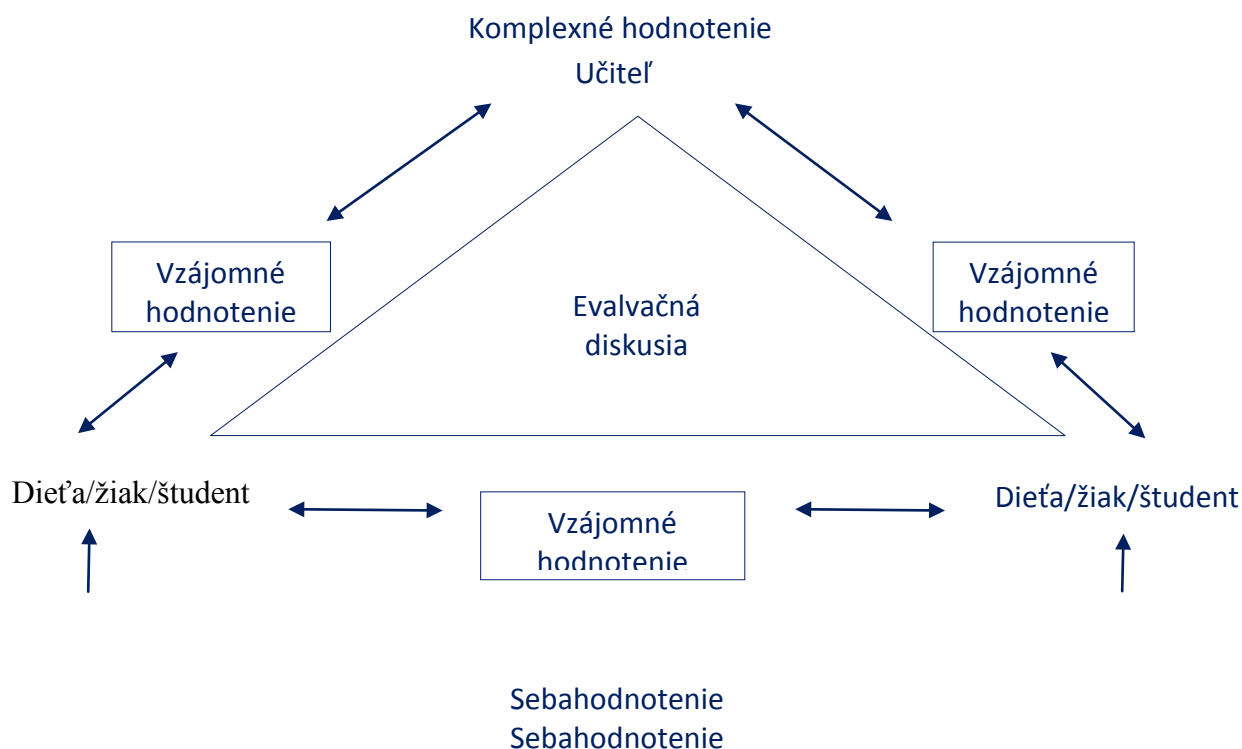 Komplexné hodnotenie
Učiteľ
Vzájomné
hodnotenie
Vzájomné
hodnotenie
Evalvačná
diskusia
Dieťa/žiak/študent
Dieťa/žiak/študent
Vzájomné
hodnotenie
Sebahodnotenie
Sebahodnotenie